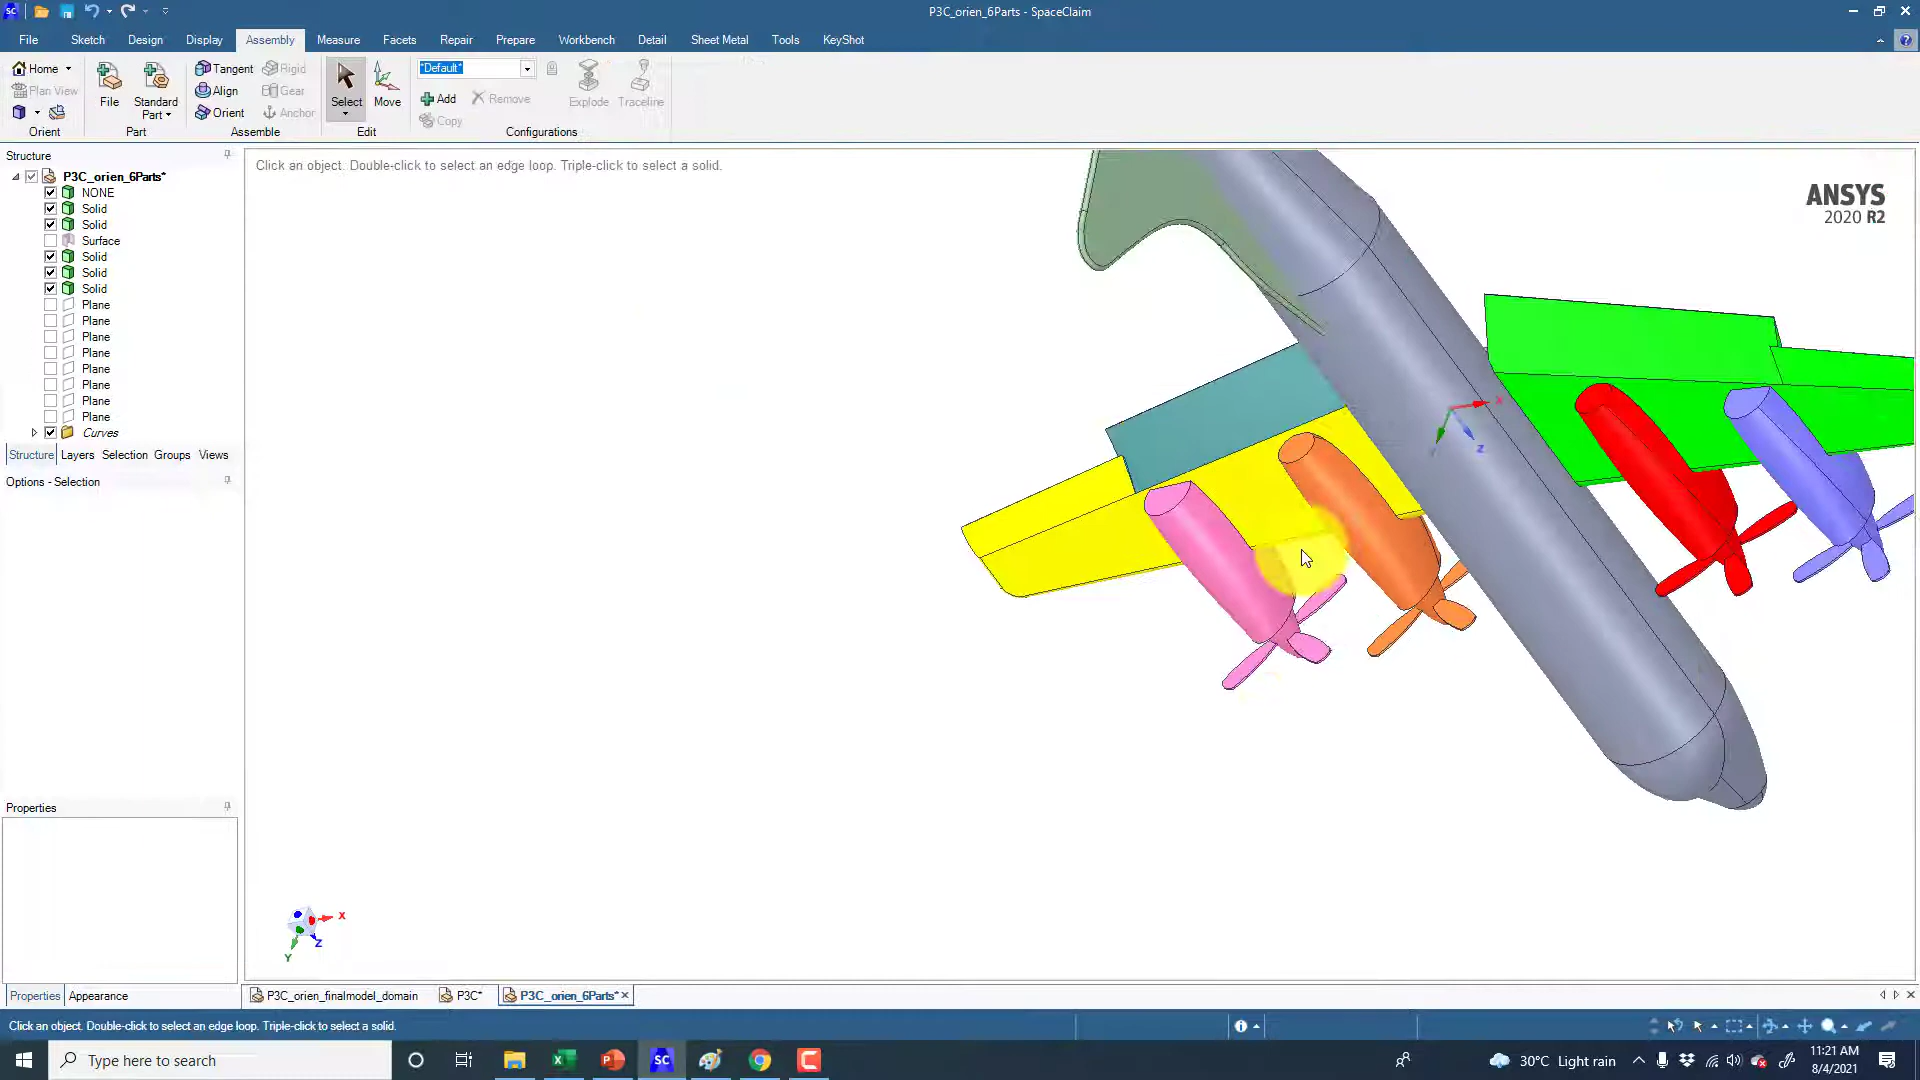 P3C_orien_6Parts - SpaceClaim
File Sketch Design Display Assembly Measure Facets Repair Prepare Workbench Detail Sheet Metal Tools KeyShot
Home
Plan View
Orient
File
Standard Part
Part
Tangent Rigid
Align Gear
Orient Anchor
Assemble
Select Move
Edit
*Default*
Add Remove
Copy
Explode Traceline
Configurations
Structure
P3C_orien_6Parts*
NONE
Solid
Solid
Surface
Solid
Solid
Solid
Plane
Plane
Plane
Plane
Plane
Plane
Plane
Plane
Curves
Structure Layers Selection Groups Views
Options - Selection
Properties
Properties Appearance
Click an object. Double-click to select an edge loop. Triple-click to select a solid.
ANSYS
2020 R2
X
Z
X
Z
Y
P3C_orien_finalmodel_domain P3C* P3C_orien_6Parts*
Click an object. Double-click to select an edge loop. Triple-click to select a solid.
Type here to search
SC
30°C Light rain
11:21 AM
8/4/2021